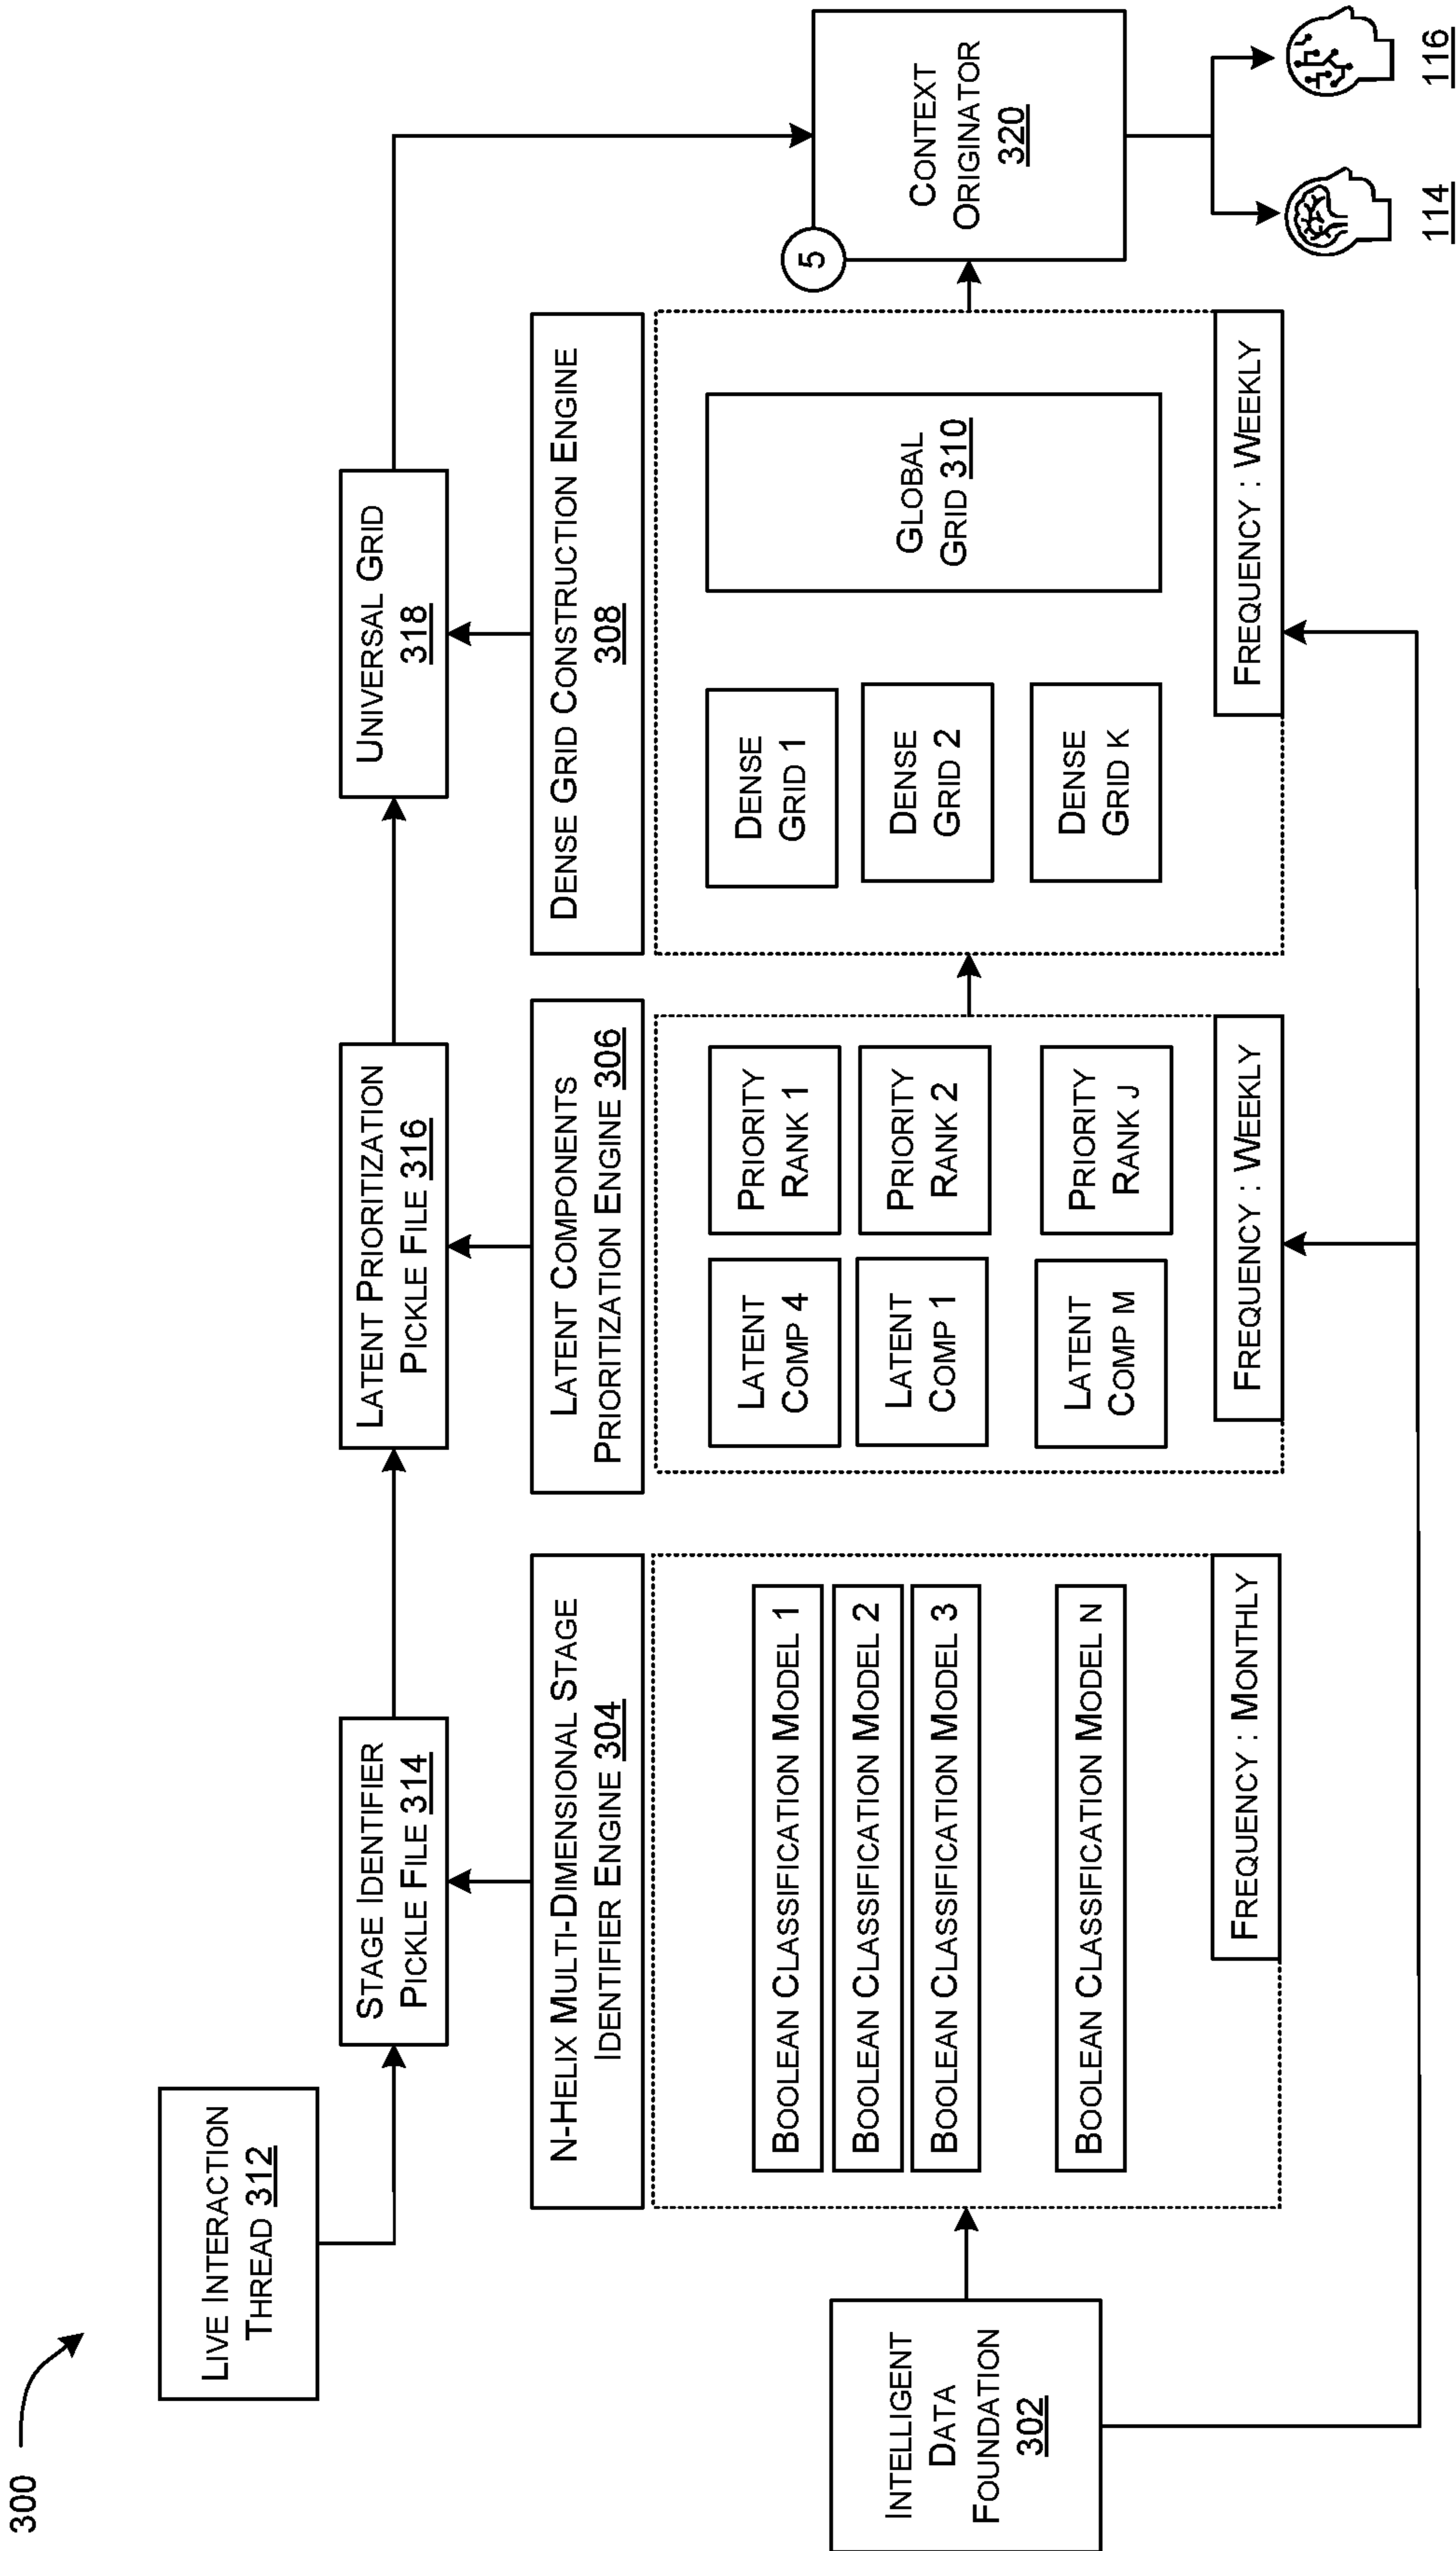 300
LIVE INTERACTION
THREAD 312
STAGE IDENTIFIER
PICKLE FILE 314
LATENT PRIORITIZATION
PICKLE FILE 316
UNIVERSAL GRID
318
N-HELIX MULTI-DIMENSIONAL STAGE
IDENTIFIER ENGINE 304
LATENT COMPONENTS
PRIORITIZATION ENGINE 306
DENSE GRID CONSTRUCTION ENGINE
308
INTELLIGENT
DATA
FOUNDATION
302
BOOLEAN CLASSIFICATION MODEL 1
BOOLEAN CLASSIFICATION MODEL 2
BOOLEAN CLASSIFICATION MODEL 3
BOOLEAN CLASSIFICATION MODEL N
FREQUENCY : MONTHLY
LATENT
COMP 4
PRIORITY
RANK 1
LATENT
COMP 1
PRIORITY
RANK 2
LATENT
COMP M
PRIORITY
RANK J
FREQUENCY : WEEKLY
DENSE
GRID 1
DENSE
GRID 2
DENSE
GRID K
GLOBAL
GRID 310
FREQUENCY : WEEKLY
5
CONTEXT
ORIGINATOR
320
114
116